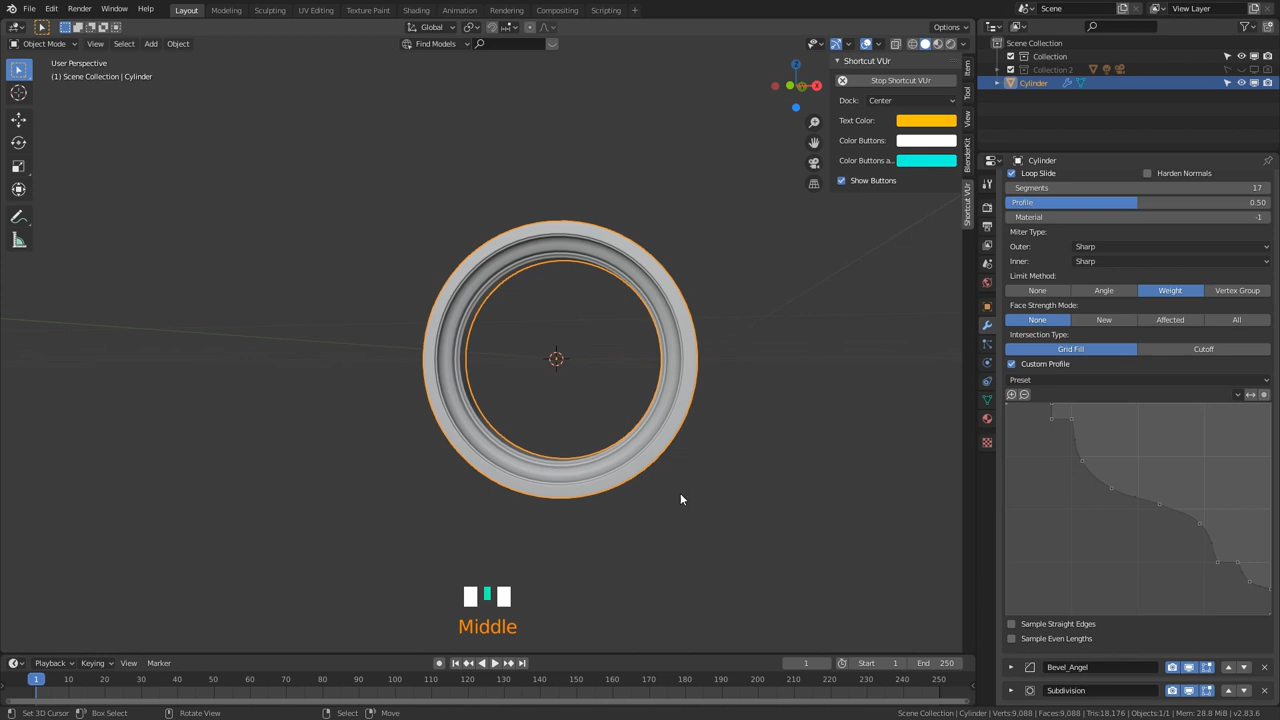 File Edit Render Window Help Layout Modeling Sculpting UV Editing Texture Paint Shading Animation Rendering Compositing Scripting + Scene View Layer
Global Options
Object Mode View Select Add Object Find Models
User Perspective
(1) Scene Collection | Cylinder
Z
X
Shortcut VUr
Stop Shortcut VUr
Dock: Center
Text Color:
Color Buttons:
Color Buttons a...
Show Buttons
Item
Tool
View
BlenderKit
Shortcut VUr
Scene Collection
Collection
Collection 2
Cylinder
Cylinder
Loop Slide Harden Normals
Segments 17
Profile 0.50
Material -1
Miter Type:
Outer: Sharp
Inner: Sharp
Limit Method:
None Angle Weight Vertex Group
Face Strength Mode:
None New Affected All
Intersection Type:
Grid Fill Cutoff
Custom Profile
Preset
Sample Straight Edges
Sample Even Lengths
Bevel_Angel
Subdivision
Middle
Playback Keying View Marker 1 Start 1 End 250
1 10 20 30 40 50 60 70 80 90 100 110 120 130 140 150 160 170 180 190 200 210 220 230 240 250
Set 3D Cursor Box Select Rotate View Select Move Scene Collection | Cylinder | Verts:9,088 | Faces:9,088 | Tris:18,176 | Objects:1/1 | Mem: 28.8 MiB | v2.83.6